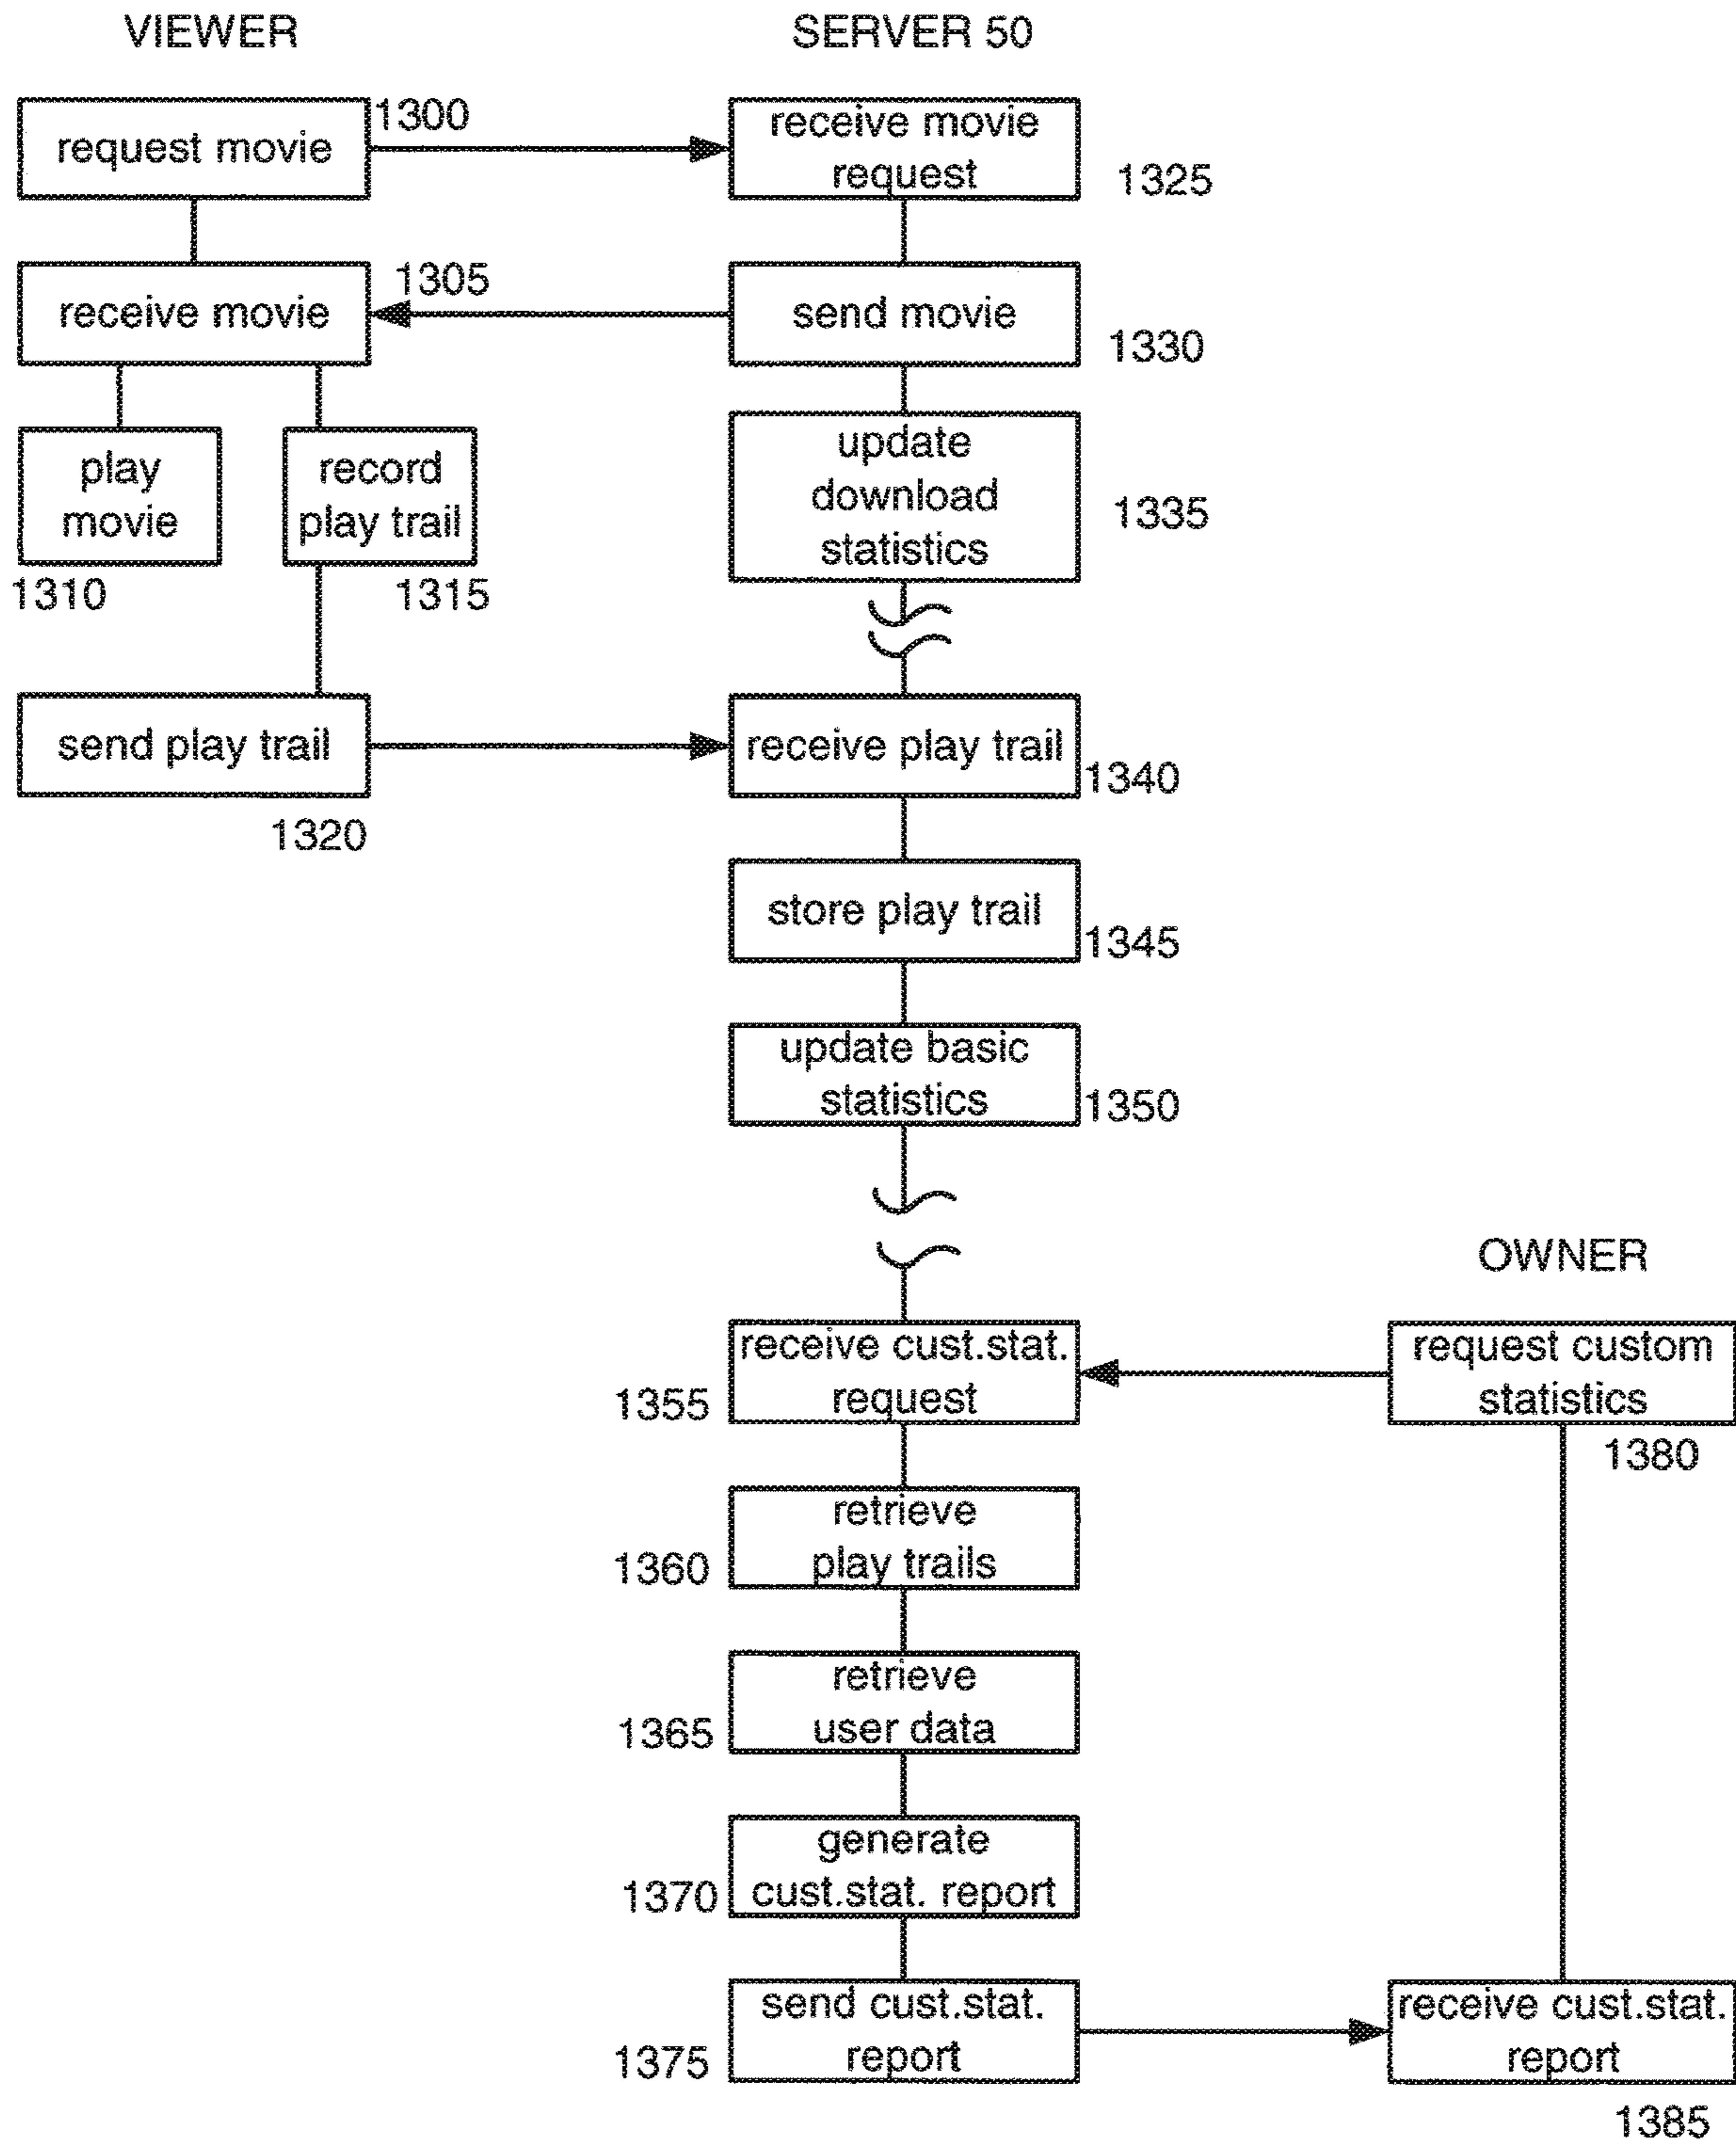 VIEWER
SERVER 50
request movie
1300
receive movie
request
1325
receive movie
1305
send movie
1330
play
movie
1310
record
play trail
1315
update
download
statistics
1335
send play trail
1320
receive play trail
1340
store play trail
1345
update basic
statistics
1350
OWNER
receive cust.stat.
request
1355
request custom
statistics
1380
retrieve
play trails
1360
retrieve
user data
1365
generate
cust.stat. report
1370
send cust.stat.
report
1375
receive cust.stat.
report
1385